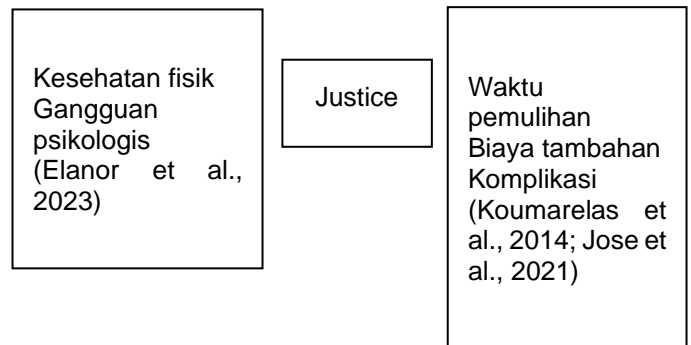 Kesehatan fisik
Gangguan
psikologis
(Elanor et al.,
2023)
Justice
Waktu
pemulihan
Biaya tambahan
Komplikasi
(Koumarelas et
al., 2014; Jose et
al., 2021)